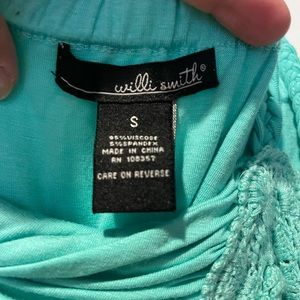 willi smith®
S
95%VISCOSE
5%SPANDEX
MADE IN CHINA
RN 108357
CARE ON REVERSE